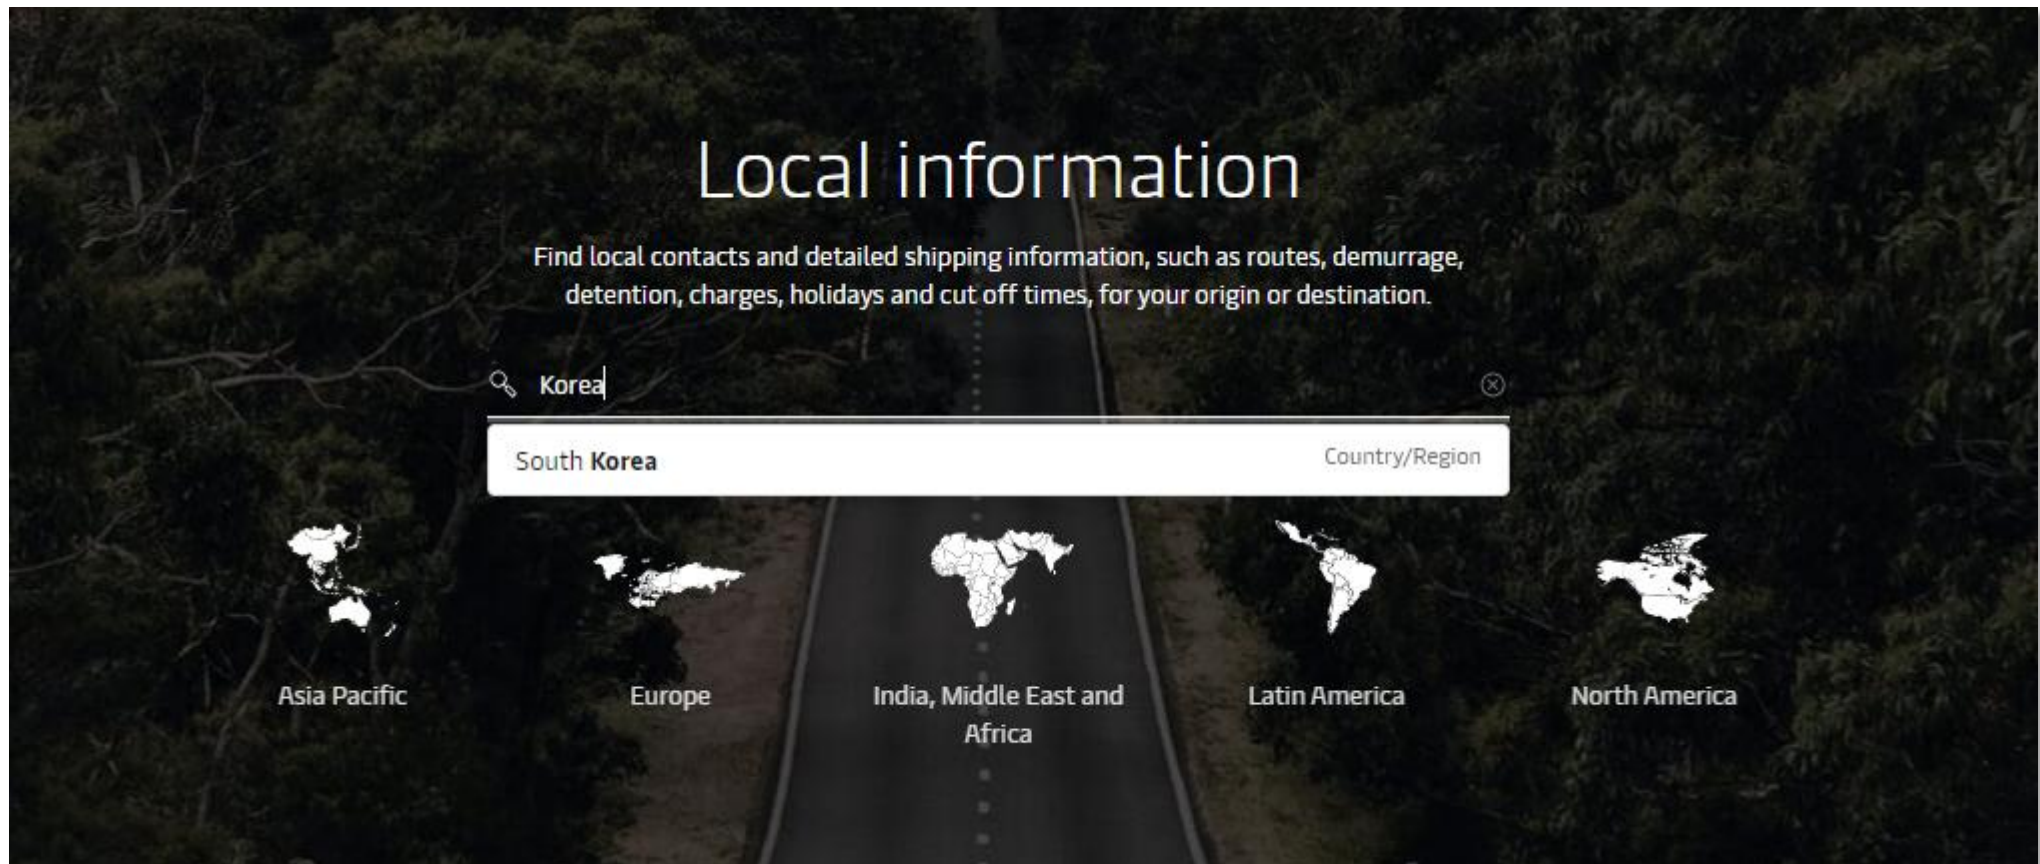 Local information
Find local contacts and detailed shipping information, such as routes, demurrage,
detention, charges, holidays and cut off times, for your origin or destination.
Korea
South Korea Country/Region
Asia Pacific
Europe
India, Middle East and
Africa
Latin America
North America